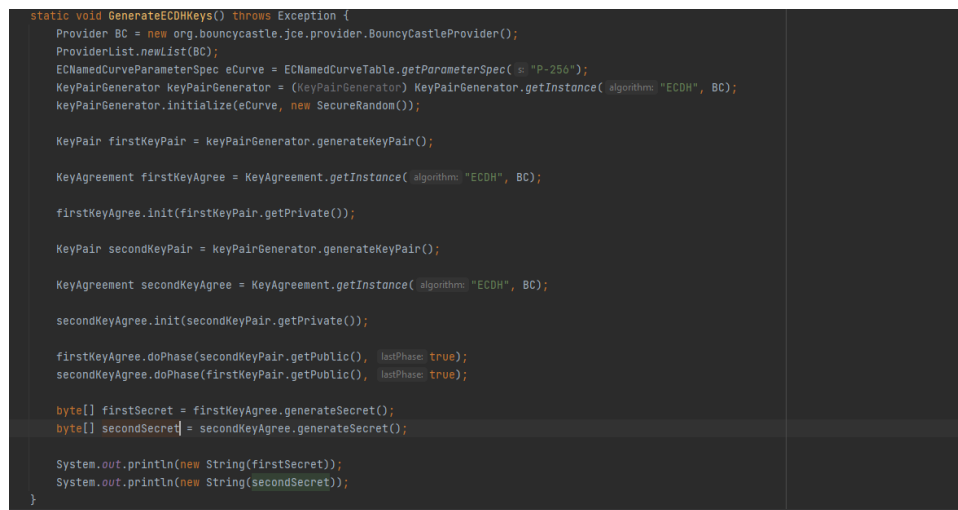 static void GenerateECDHKeys() throws Exception {
Provider BC = new org.bouncycastle.jce.provider.BouncyCastleProvider();
ProviderList.newList(BC);
ECNamedCurveParameterSpec eCurve = ECNamedCurveTable.getParameterSpec( s: "P-256");
KeyPairGenerator keyPairGenerator = (KeyPairGenerator) KeyPairGenerator.getInstance( algorithm: "ECDH", BC);
keyPairGenerator.initialize(eCurve, new SecureRandom());
KeyPair firstKeyPair = keyPairGenerator.generateKeyPair();
KeyAgreement firstKeyAgree = KeyAgreement.getInstance( algorithm: "ECDH", BC);
firstKeyAgree.init(firstKeyPair.getPrivate());
KeyPair secondKeyPair = keyPairGenerator.generateKeyPair();
KeyAgreement secondKeyAgree = KeyAgreement.getInstance( algorithm: "ECDH", BC);
secondKeyAgree.init(secondKeyPair.getPrivate());
firstKeyAgree.doPhase(secondKeyPair.getPublic(), lastPhase: true);
secondKeyAgree.doPhase(firstKeyPair.getPublic(), lastPhase: true);
byte[] firstSecret = firstKeyAgree.generateSecret();
byte[] secondSecret = secondKeyAgree.generateSecret();
System.out.println(new String(firstSecret));
System.out.println(new String(secondSecret));
}